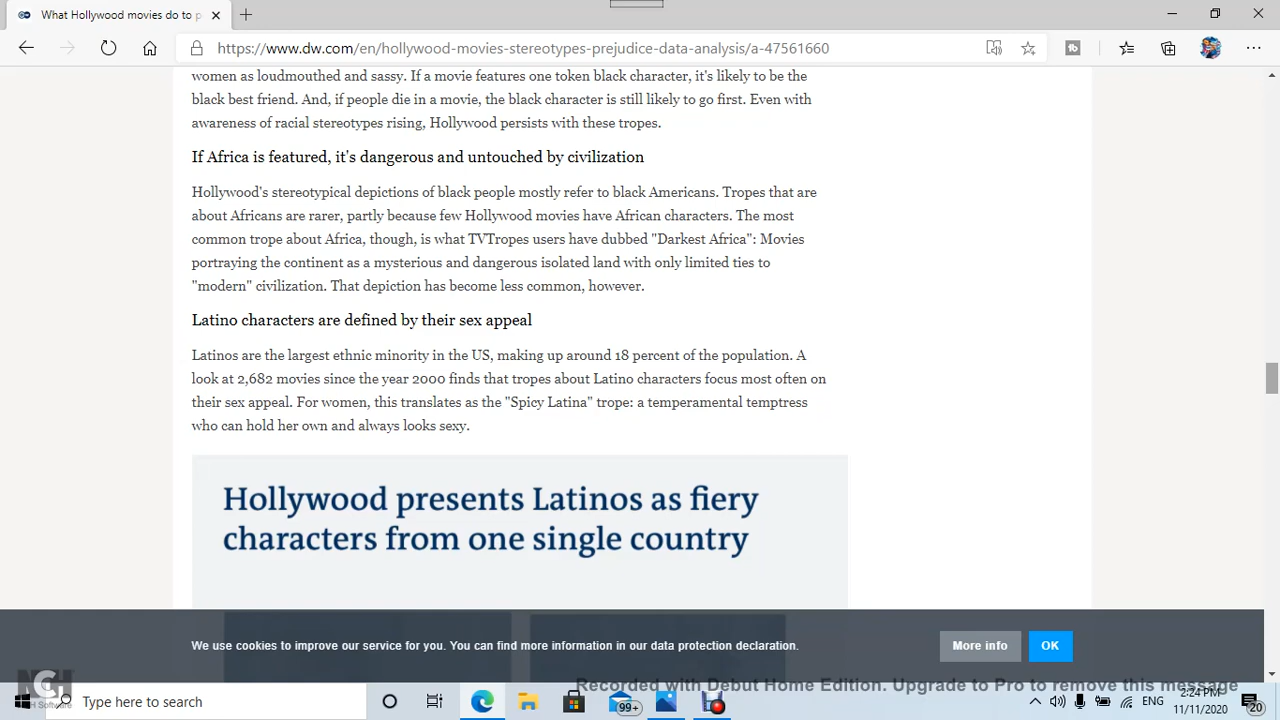 What Hollywood movies do to p
https://www.dw.com/en/hollywood-movies-stereotypes-prejudice-data-analysis/a-47561660
women as loudmouthed and sassy. If a movie features one token black character, it's likely to be the
black best friend. And, if people die in a movie, the black character is still likely to go first. Even with
awareness of racial stereotypes rising, Hollywood persists with these tropes.
If Africa is featured, it's dangerous and untouched by civilization
Hollywood's stereotypical depictions of black people mostly refer to black Americans. Tropes that are
about Africans are rarer, partly because few Hollywood movies have African characters. The most
common trope about Africa, though, is what TVTropes users have dubbed "Darkest Africa": Movies
portraying the continent as a mysterious and dangerous isolated land with only limited ties to
"modern" civilization. That depiction has become less common, however.
Latino characters are defined by their sex appeal
Latinos are the largest ethnic minority in the US, making up around 18 percent of the population. A
look at 2,682 movies since the year 2000 finds that tropes about Latino characters focus most often on
their sex appeal. For women, this translates as the "Spicy Latina" trope: a temperamental temptress
who can hold her own and always looks sexy.
Hollywood presents Latinos as fiery
characters from one single country
We use cookies to improve our service for you. You can find more information in our data protection declaration.
More info
OK
Recorded with Debut Home Edition. Upgrade to Pro to remove this message
NCH Software
Type here to search
99+
ENG
2:24 PM
11/11/2020
20